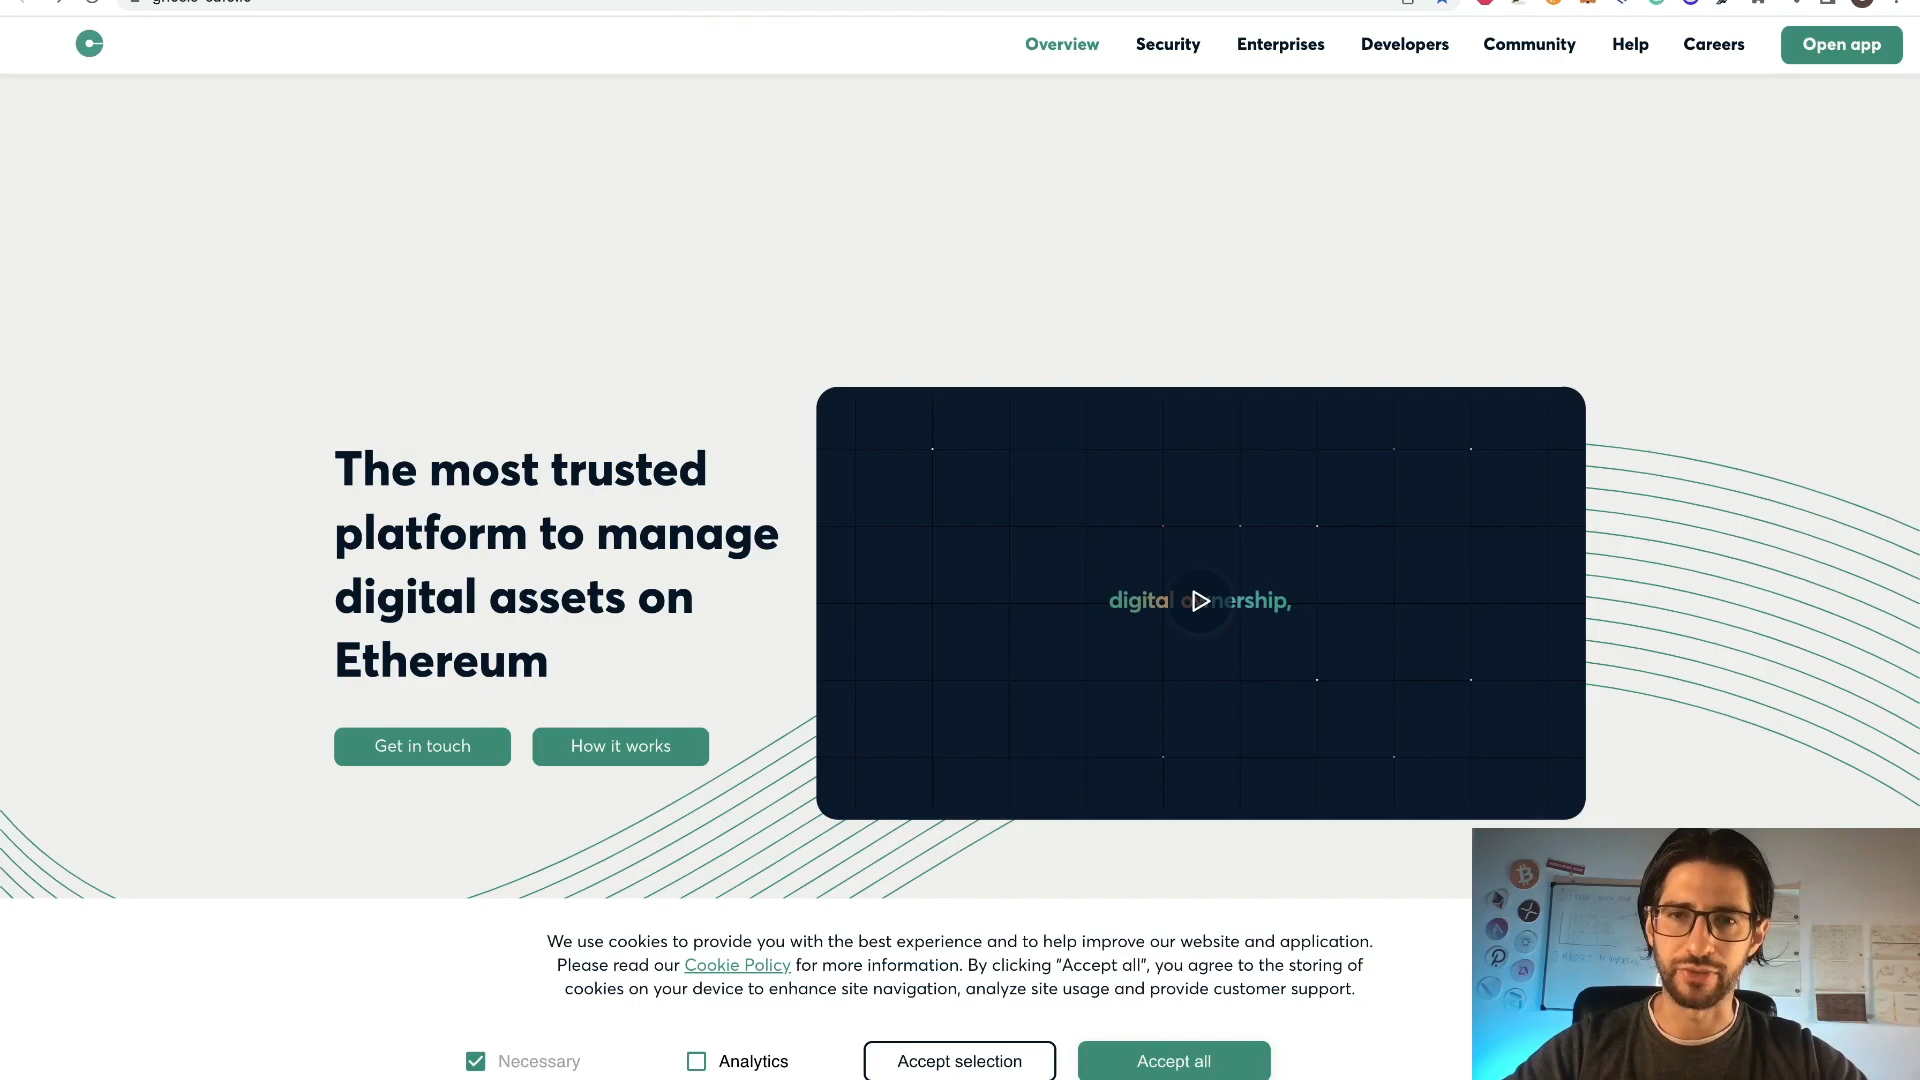 Overview Security Enterprises Developers Community Help Careers Open app
The most trusted
platform to manage
digital assets on
Ethereum
digital ownership,
Get in touch How it works
We use cookies to provide you with the best experience and to help improve our website and application.
Please read our Cookie Policy for more information. By clicking "Accept all", you agree to the storing of
cookies on your device to enhance site navigation, analyze site usage and provide customer support.
Necessary Analytics Accept selection Accept all